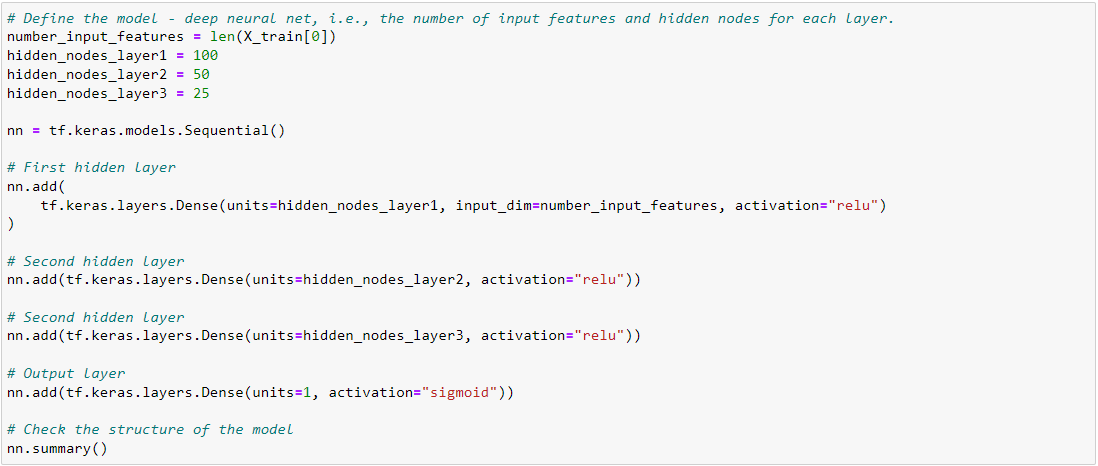 # Define the model - deep neural net, i.e., the number of input features and hidden nodes for each layer.
number_input_features = len(X_train[0])
hidden_nodes_layer1 = 100
hidden_nodes_layer2 = 50
hidden_nodes_layer3 = 25

nn = tf.keras.models.Sequential()

# First hidden layer
nn.add(
    tf.keras.layers.Dense(units=hidden_nodes_layer1, input_dim=number_input_features, activation="relu")
)

# Second hidden layer
nn.add(tf.keras.layers.Dense(units=hidden_nodes_layer2, activation="relu"))

# Second hidden layer
nn.add(tf.keras.layers.Dense(units=hidden_nodes_layer3, activation="relu"))

# Output layer
nn.add(tf.keras.layers.Dense(units=1, activation="sigmoid"))

# Check the structure of the model
nn.summary()